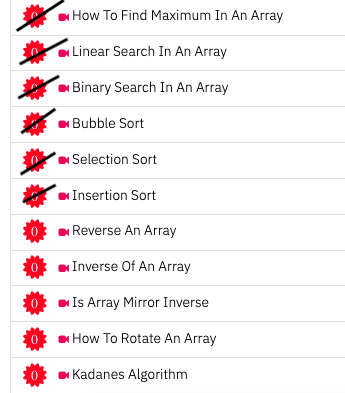 0 How To Find Maximum In An Array
0 Linear Search In An Array
0 Binary Search In An Array
0 Bubble Sort
0 Selection Sort
0 Insertion Sort
0 Reverse An Array
0 Inverse Of An Array
0 Is Array Mirror Inverse
0 How To Rotate An Array
0 Kadanes Algorithm